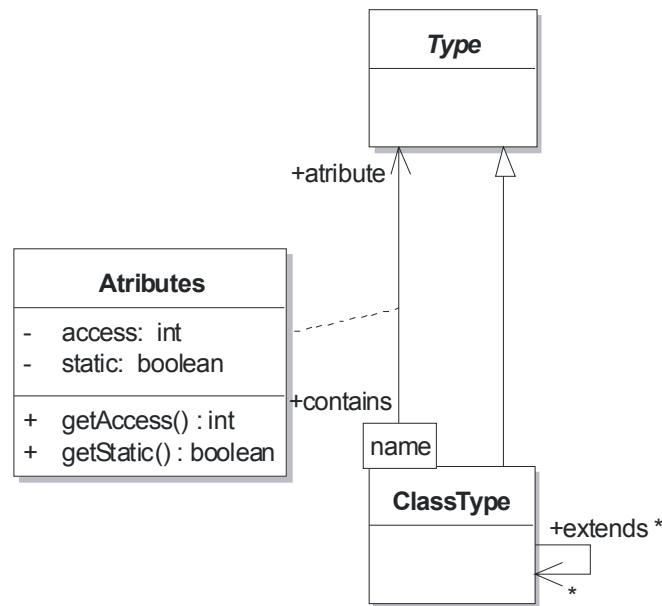 Type
+atribute
Atributes
- access: int
- static: boolean
+ getAccess() : int
+ getStatic() : boolean
+contains
name
ClassType
+extends *
*